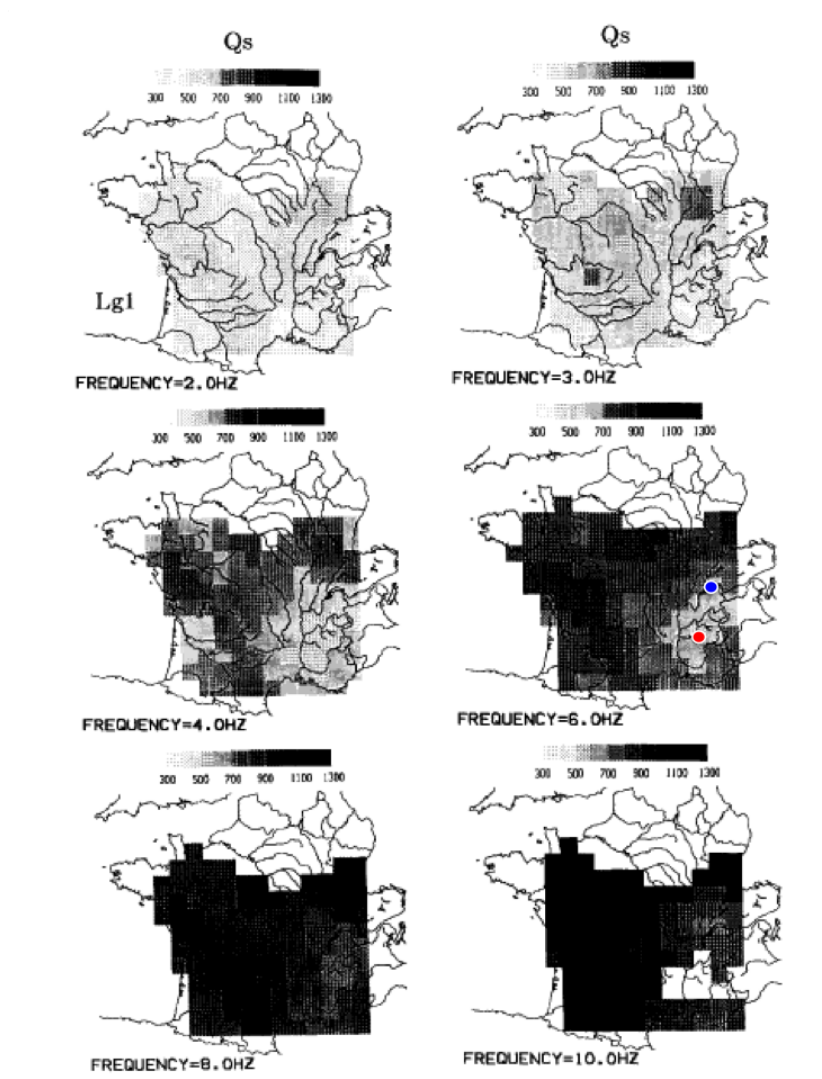 Qs
300 500 700 900 1100 1300
Lg1
FREQUENCY=2.0HZ
Qs
300 500 700 900 1100 1300
FREQUENCY=3.0HZ
300 500 700 900 1100 1300
FREQUENCY=4.0HZ
300 500 700 900 1100 1300
FREQUENCY=6.0HZ
300 500 700 900 1100 1300
FREQUENCY=8.0HZ
300 500 700 900 1100 1300
FREQUENCY=10.0HZ